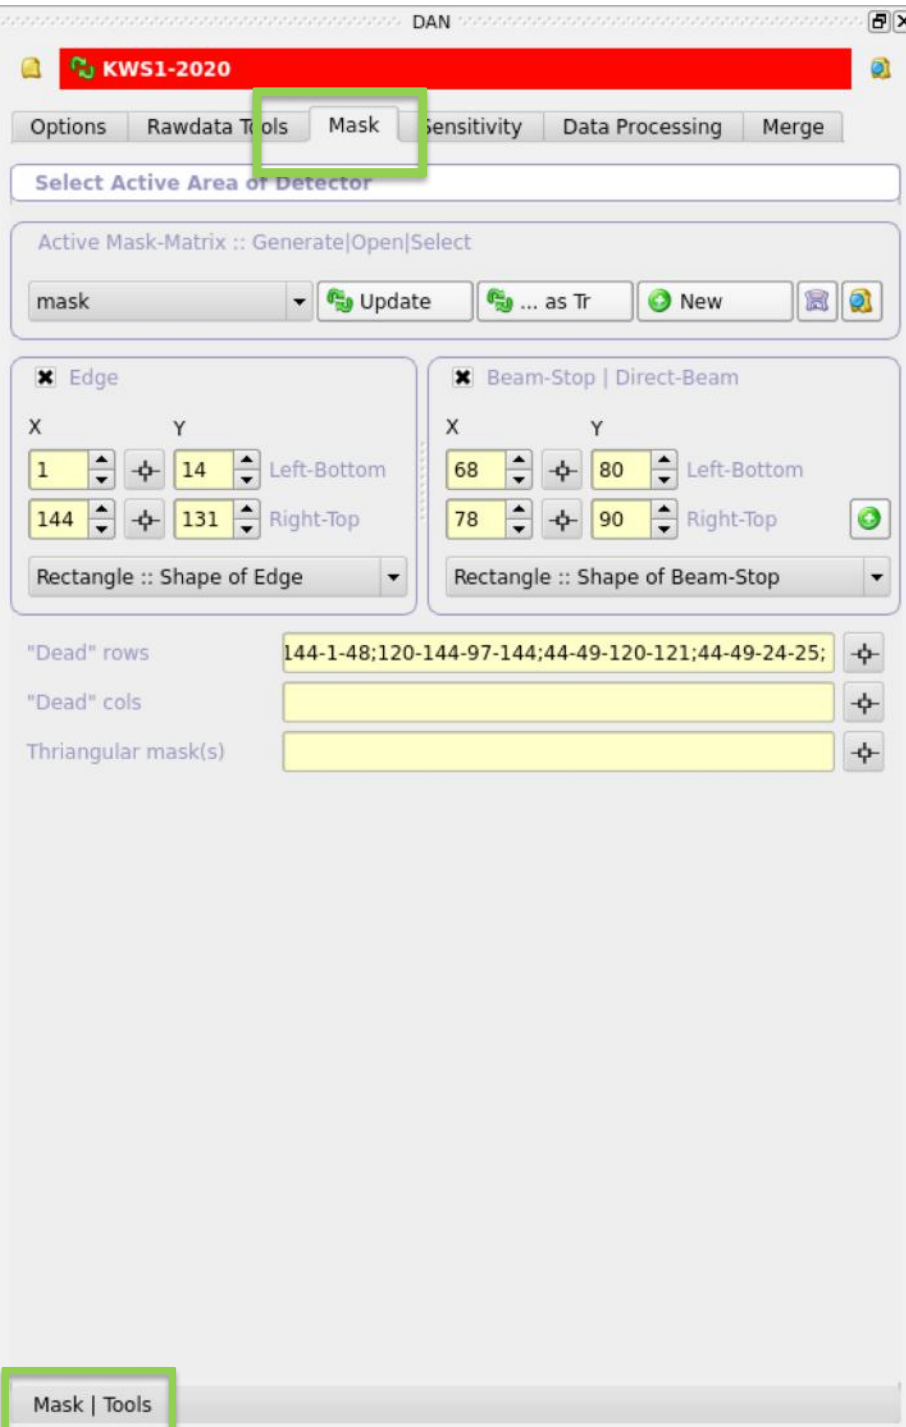 DAN
KWS1-2020
Options Rawdata Tools Mask Sensitivity Data Processing Merge
Select Active Area of Detector
Active Mask-Matrix :: Generate|Open|Select
mask Update ... as Tr New
Edge Beam-Stop | Direct-Beam
X Y X Y
1 14 Left-Bottom 68 80 Left-Bottom
144 131 Right-Top 78 90 Right-Top
Rectangle :: Shape of Edge Rectangle :: Shape of Beam-Stop
"Dead" rows 144-1-48;120-144-97-144;44-49-120-121;44-49-24-25;
"Dead" cols
Thriangular mask(s)
Mask | Tools